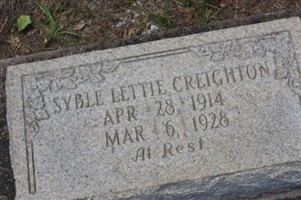 SYBLE LETTIE CREIGHTON
APR 28 1914
MAR 6, 1928
At Rest